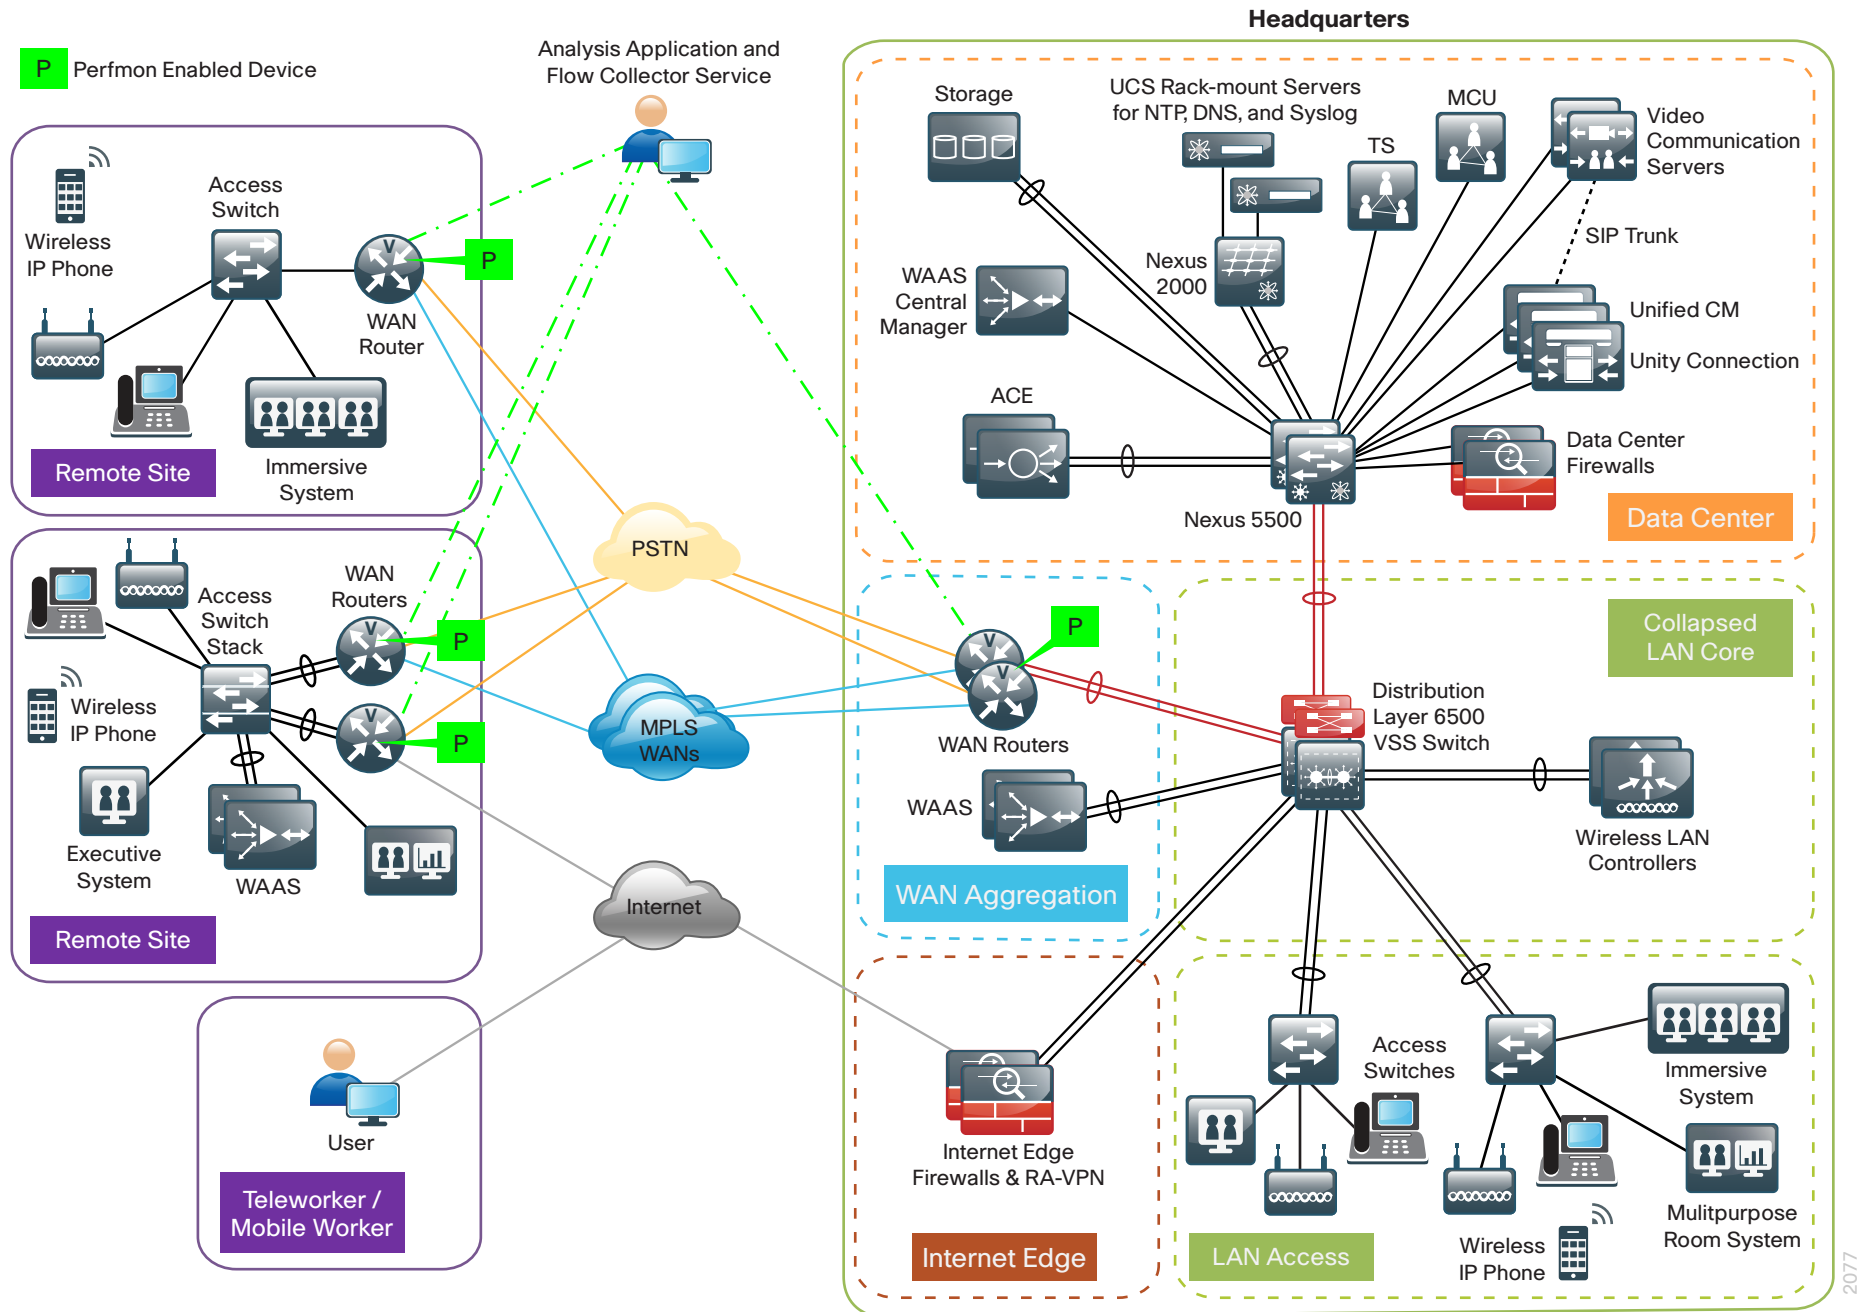 Headquarters
P Perfmon Enabled Device
Analysis Application and
Flow Collector Service
Wireless
IP Phone
Access
Switch
V
P
WAN
Router
Immersive
System
Remote Site
WAN
Routers
Access
Switch
Stack
V
P
V
P
Wireless
IP Phone
Executive
System
WAAS
Remote Site
User
Teleworker /
Mobile Worker
PSTN
MPLS
WANs
Internet
Storage
UCS Rack-mount Servers
for NTP, DNS, and Syslog
MCU
TS
Video
Communication
Servers
SIP Trunk
WAAS
Central
Manager
Nexus
2000
Unified CM
Unity Connection
ACE
Data Center
Firewalls
Nexus 5500
Data Center
P
V
V
WAN Routers
WAAS
WAN Aggregation
Collapsed
LAN Core
Distribution
Layer 6500
VSS Switch
Wireless LAN
Controllers
Internet Edge
Firewalls & RA-VPN
Internet Edge
Access
Switches
Immersive
System
Mulitpurpose
Room System
Wireless
IP Phone
LAN Access
2077